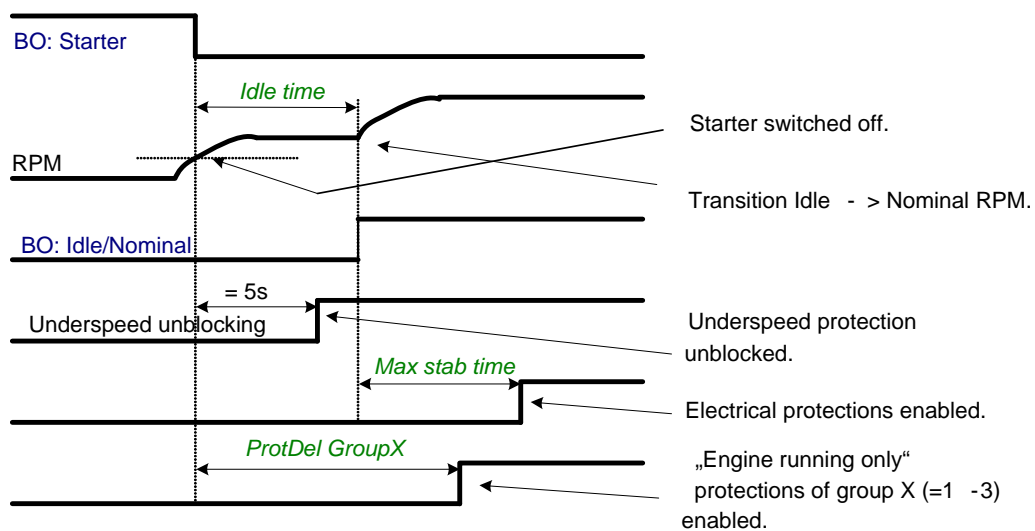 BO: Starter
Idle time
Starter switched off.
RPM
Transition Idle - > Nominal RPM.
BO: Idle/Nominal
= 5s
Underspeed unblocking
Underspeed protection
unblocked.
Max stab time
Electrical protections enabled.
ProtDel GroupX
„Engine running only“
protections of group X (=1 -3)
enabled.